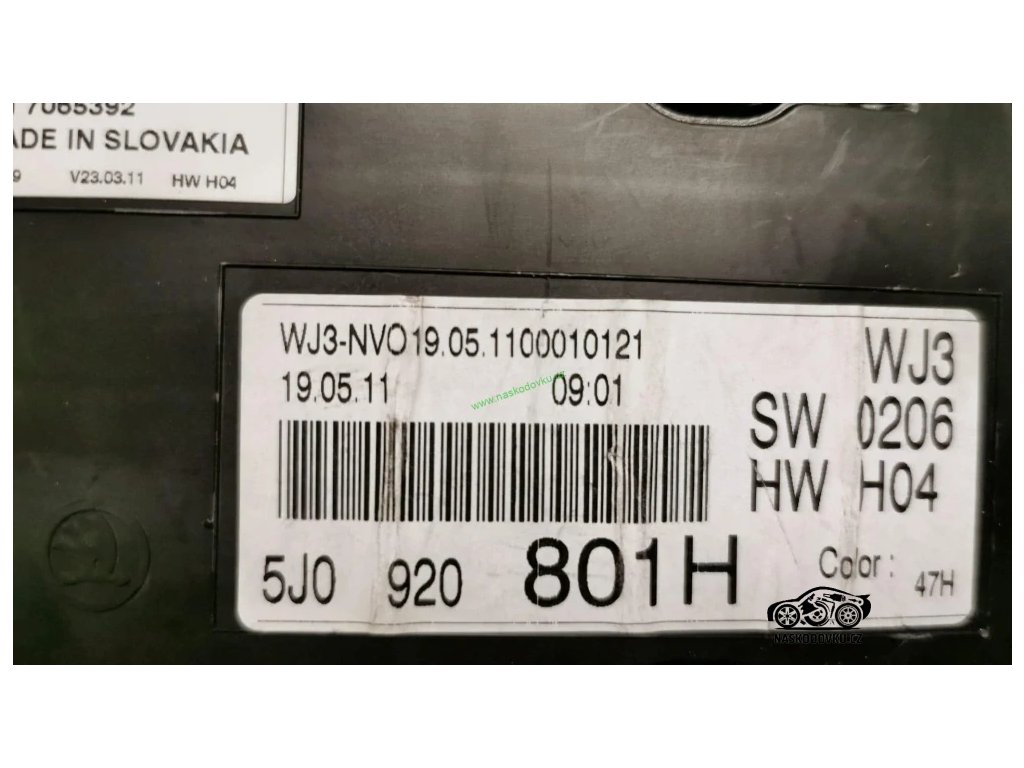 7065392
ADE IN SLOVAKIA
9 V23.03.11 HW H04
WJ3-NVO19.05.1100010121
19.05.11 09:01
WJ3
SW 0206
HW H04
5J0 920 801H
Color : 47H
www.naskodovku.cz
NASKODOVKU.CZ